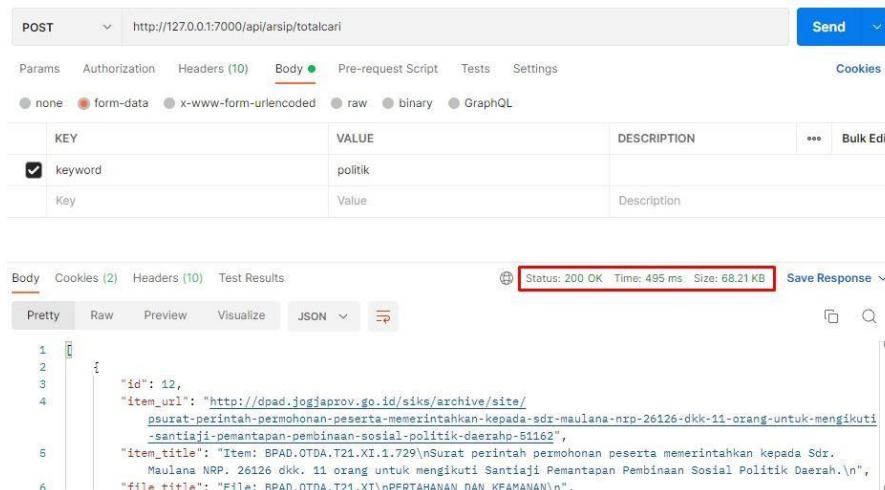 POST http://127.0.0.1:7000/api/arsip/totalcari Send
Params Authorization Headers (10) Body Pre-request Script Tests Settings Cookies
none form-data x-www-form-urlencoded raw binary GraphQL
KEY VALUE DESCRIPTION ooo Bulk Edi
keyword politik
Key Value Description
Body Cookies (2) Headers (10) Test Results Status: 200 OK Time: 495 ms Size: 68.21 KB Save Response
Pretty Raw Preview Visualize JSON
1 [
2 {
3 "id": 12,
4 "item_url": "http://dpad.jogjaprov.go.id/siks/archive/site/
psurat-perintah-permohonan-peserta-memerintahkan-kepada-sdr-maulana-nrp-26126-dkk-11-orang-untuk-mengikuti
-santiaji-pemantapan-pembinaan-sosial-politik-daerahp-51162",
5 "item_title": "Item: BPAD.OTDA.T21.XI.1.729\nSurat perintah permohonan peserta memerintahkan kepada Sdr.
Maulana NRP. 26126 dkk. 11 orang untuk mengikuti Santiaji Pemantapan Pembinaan Sosial Politik Daerah.\n",
6 "file_title": "File: BPAD.OTDA.T21.XI\nPERTAHANAN DAN KEAMANAN\n",